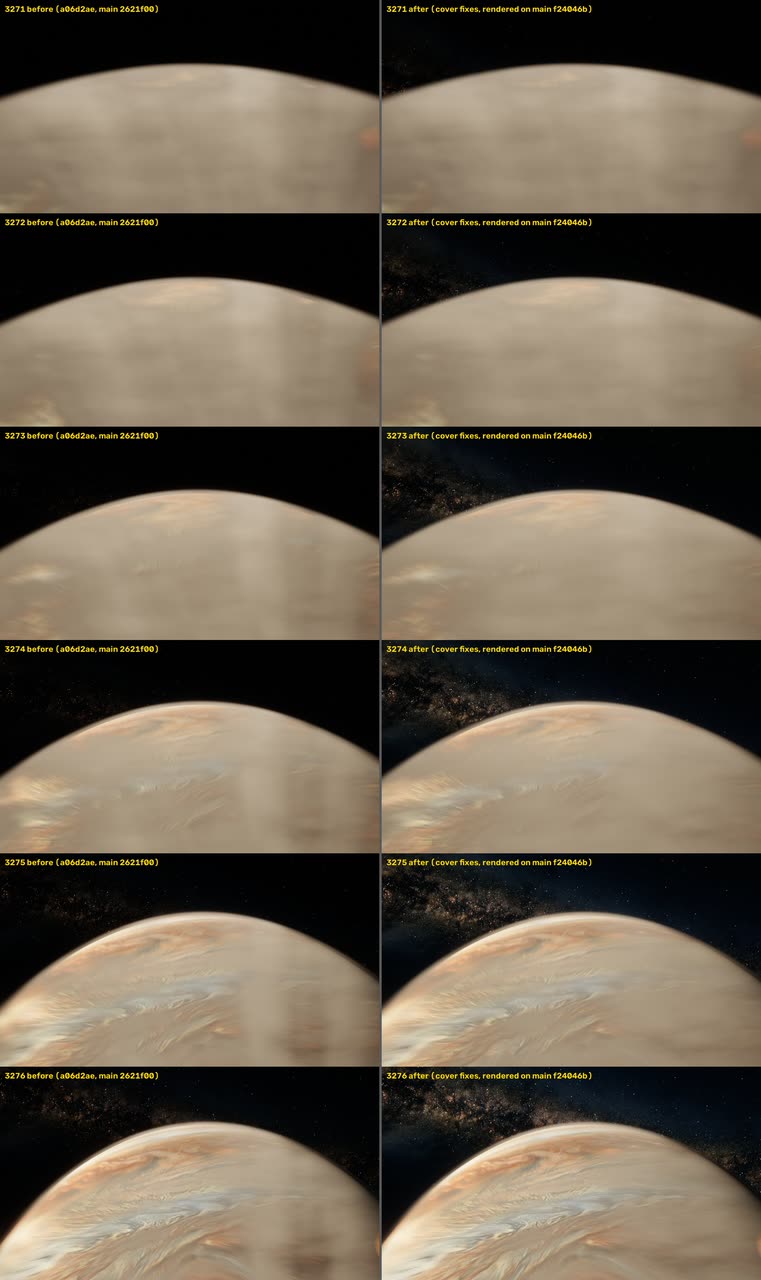 3271 before (a06d2ae, main 2621f00)
3271 after (cover fixes, rendered on main f24046b)
3272 before (a06d2ae, main 2621f00)
3272 after (cover fixes, rendered on main f24046b)
3273 before (a06d2ae, main 2621f00)
3273 after (cover fixes, rendered on main f24046b)
3274 before (a06d2ae, main 2621f00)
3274 after (cover fixes, rendered on main f24046b)
3275 before (a06d2ae, main 2621f00)
3275 after (cover fixes, rendered on main f24046b)
3276 before (a06d2ae, main 2621f00)
3276 after (cover fixes, rendered on main f24046b)